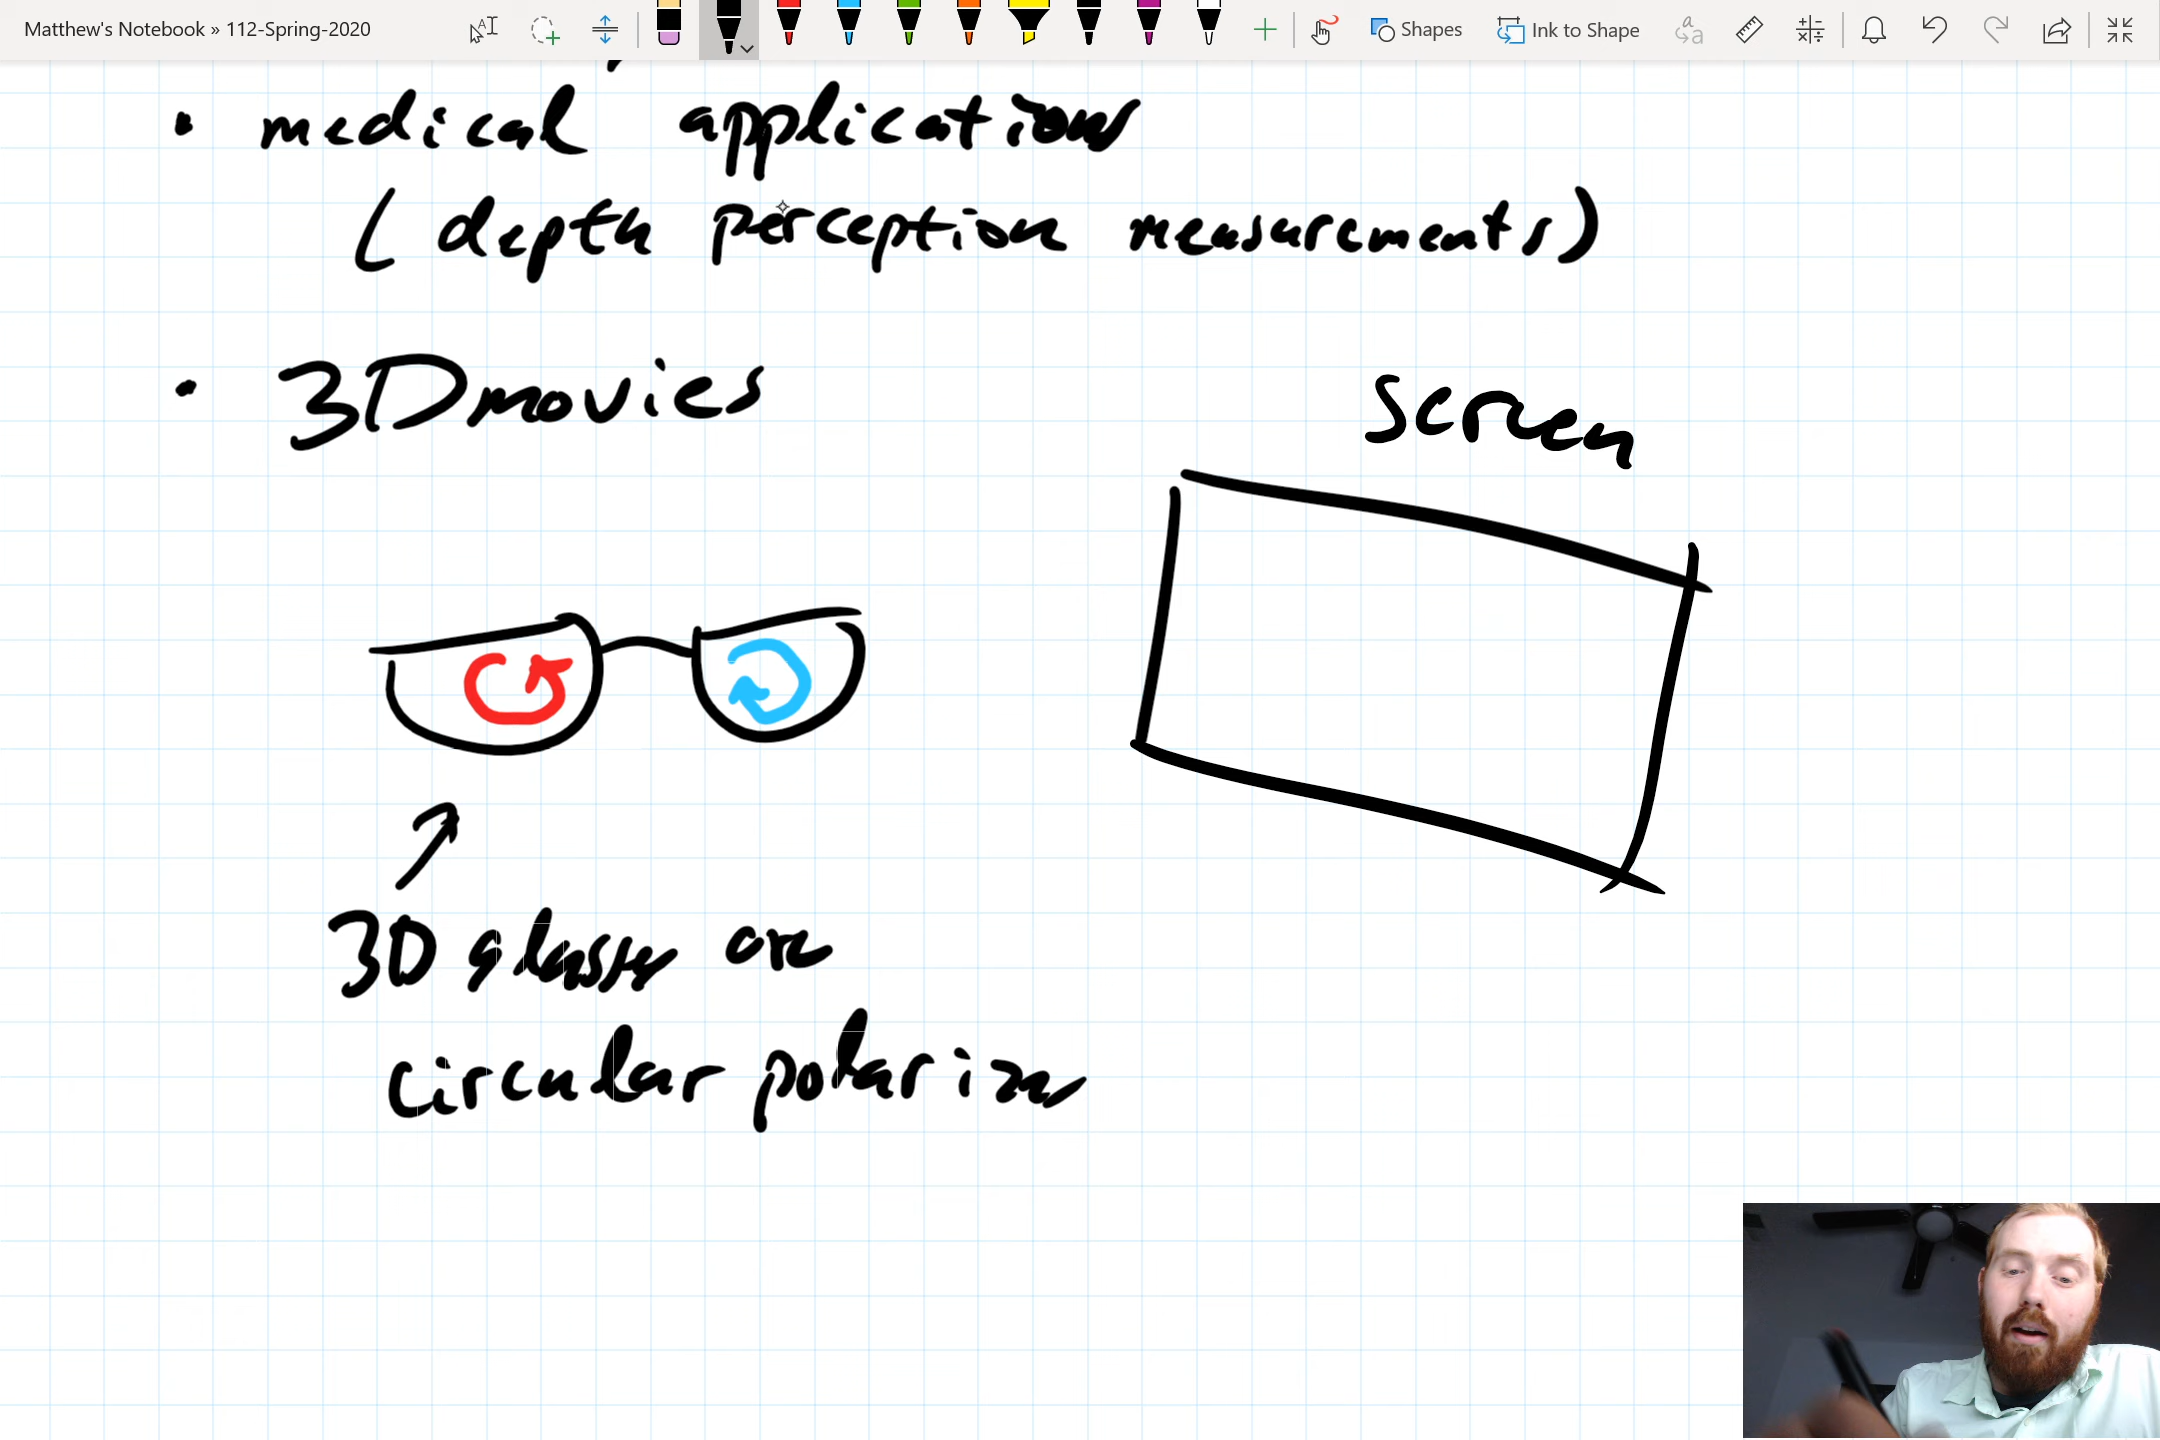 Matthew's Notebook » 112-Spring-2020
Shapes
Ink to Shape
• medical applications
(depth perception measurements)
• 3D movies
screen
3D glasses are
circular polarizers